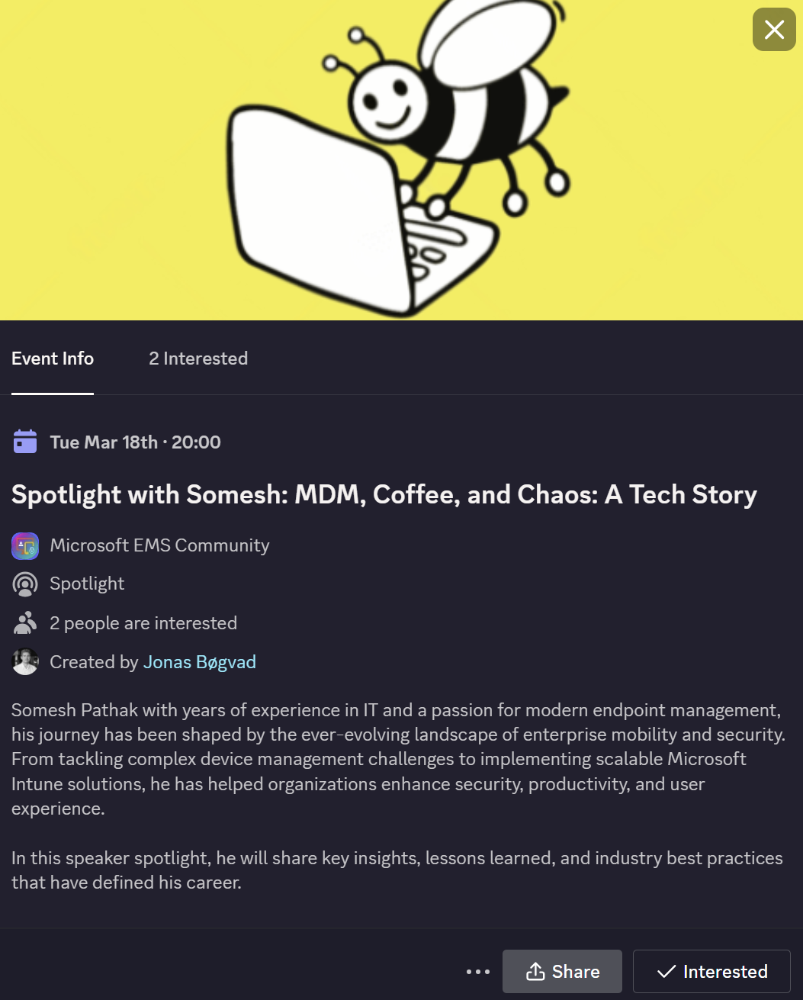 Event Info
2 Interested
Tue Mar 18th · 20:00
Spotlight with Somesh: MDM, Coffee, and Chaos: A Tech Story
Microsoft EMS Community
Spotlight
2 people are interested
Created by Jonas Bøgvad
Somesh Pathak with years of experience in IT and a passion for modern endpoint management,
his journey has been shaped by the ever-evolving landscape of enterprise mobility and security.
From tackling complex device management challenges to implementing scalable Microsoft
Intune solutions, he has helped organizations enhance security, productivity, and user
experience.
In this speaker spotlight, he will share key insights, lessons learned, and industry best practices
that have defined his career.
Share
Interested